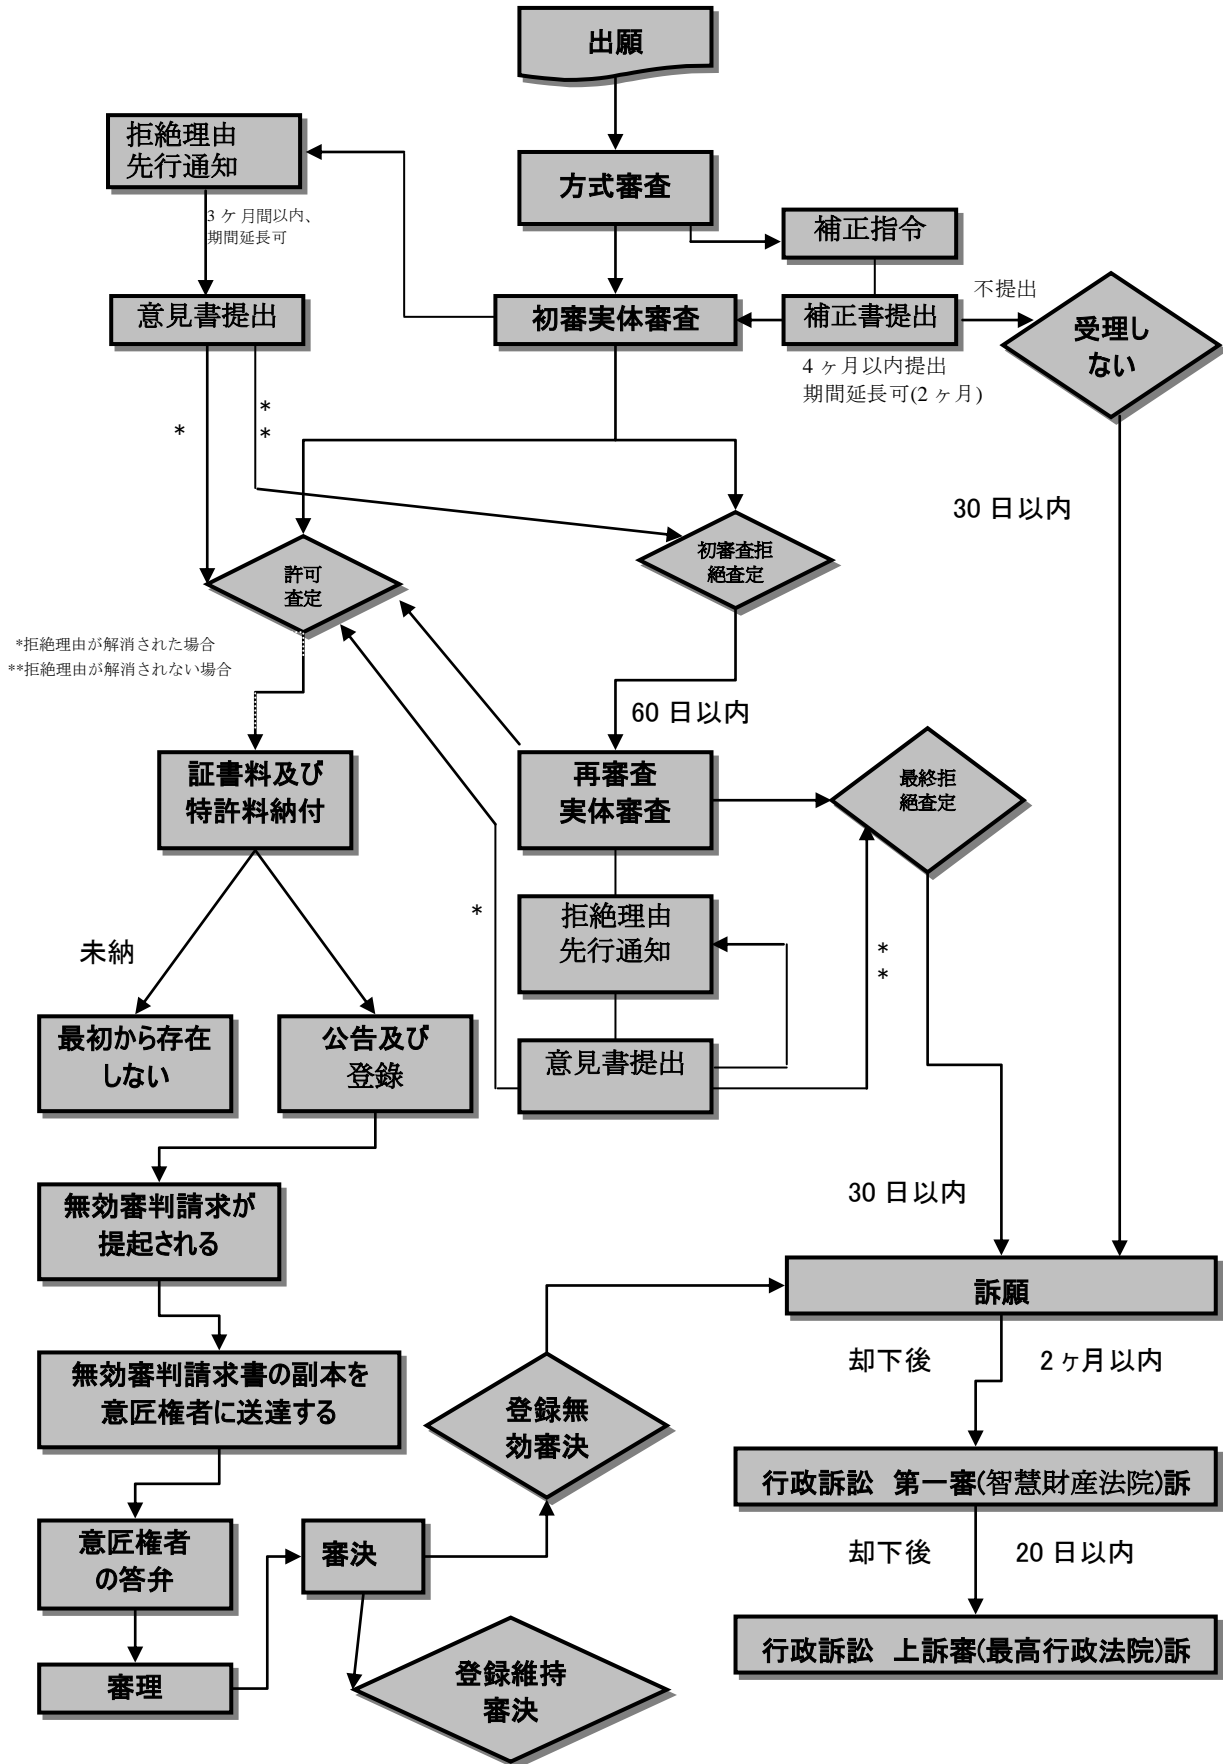 出願
拒絶理由
先行通知
方式審査
3 ケ 月間以内、
期間延長可
補正指令
不提出
意見書提出
初審実体審査
補正書提出
受理し
ない
4 ヶ月以内提出
期間延長可(2 ヶ月)
*
*
*
30 日以内
初審査拒
絕査定
許可
査定
*拒絶理由が解消された場合
**拒絶理由が解消されない場合
60 日以内
証書料及び
特許料納付
再審査
実体審査
最終拒
絕査定
*
拒絶理由
先行通知
*
*
未納
最初から存在
しない
公告及び
登錄
意見書提出
無効審判請求が
提起される
30 日以内
訴願
無効審判請求書の副本を
意匠権者に送達する
却下後
2 ヶ月以内
登録無
効審決
行政訴訟 第一審(智慧財産法院)訴
意匠権者
の答弁
審決
却下後
20 日以内
行政訴訟 上訴審(最高行政法院)訴
審理
登録維持
審決